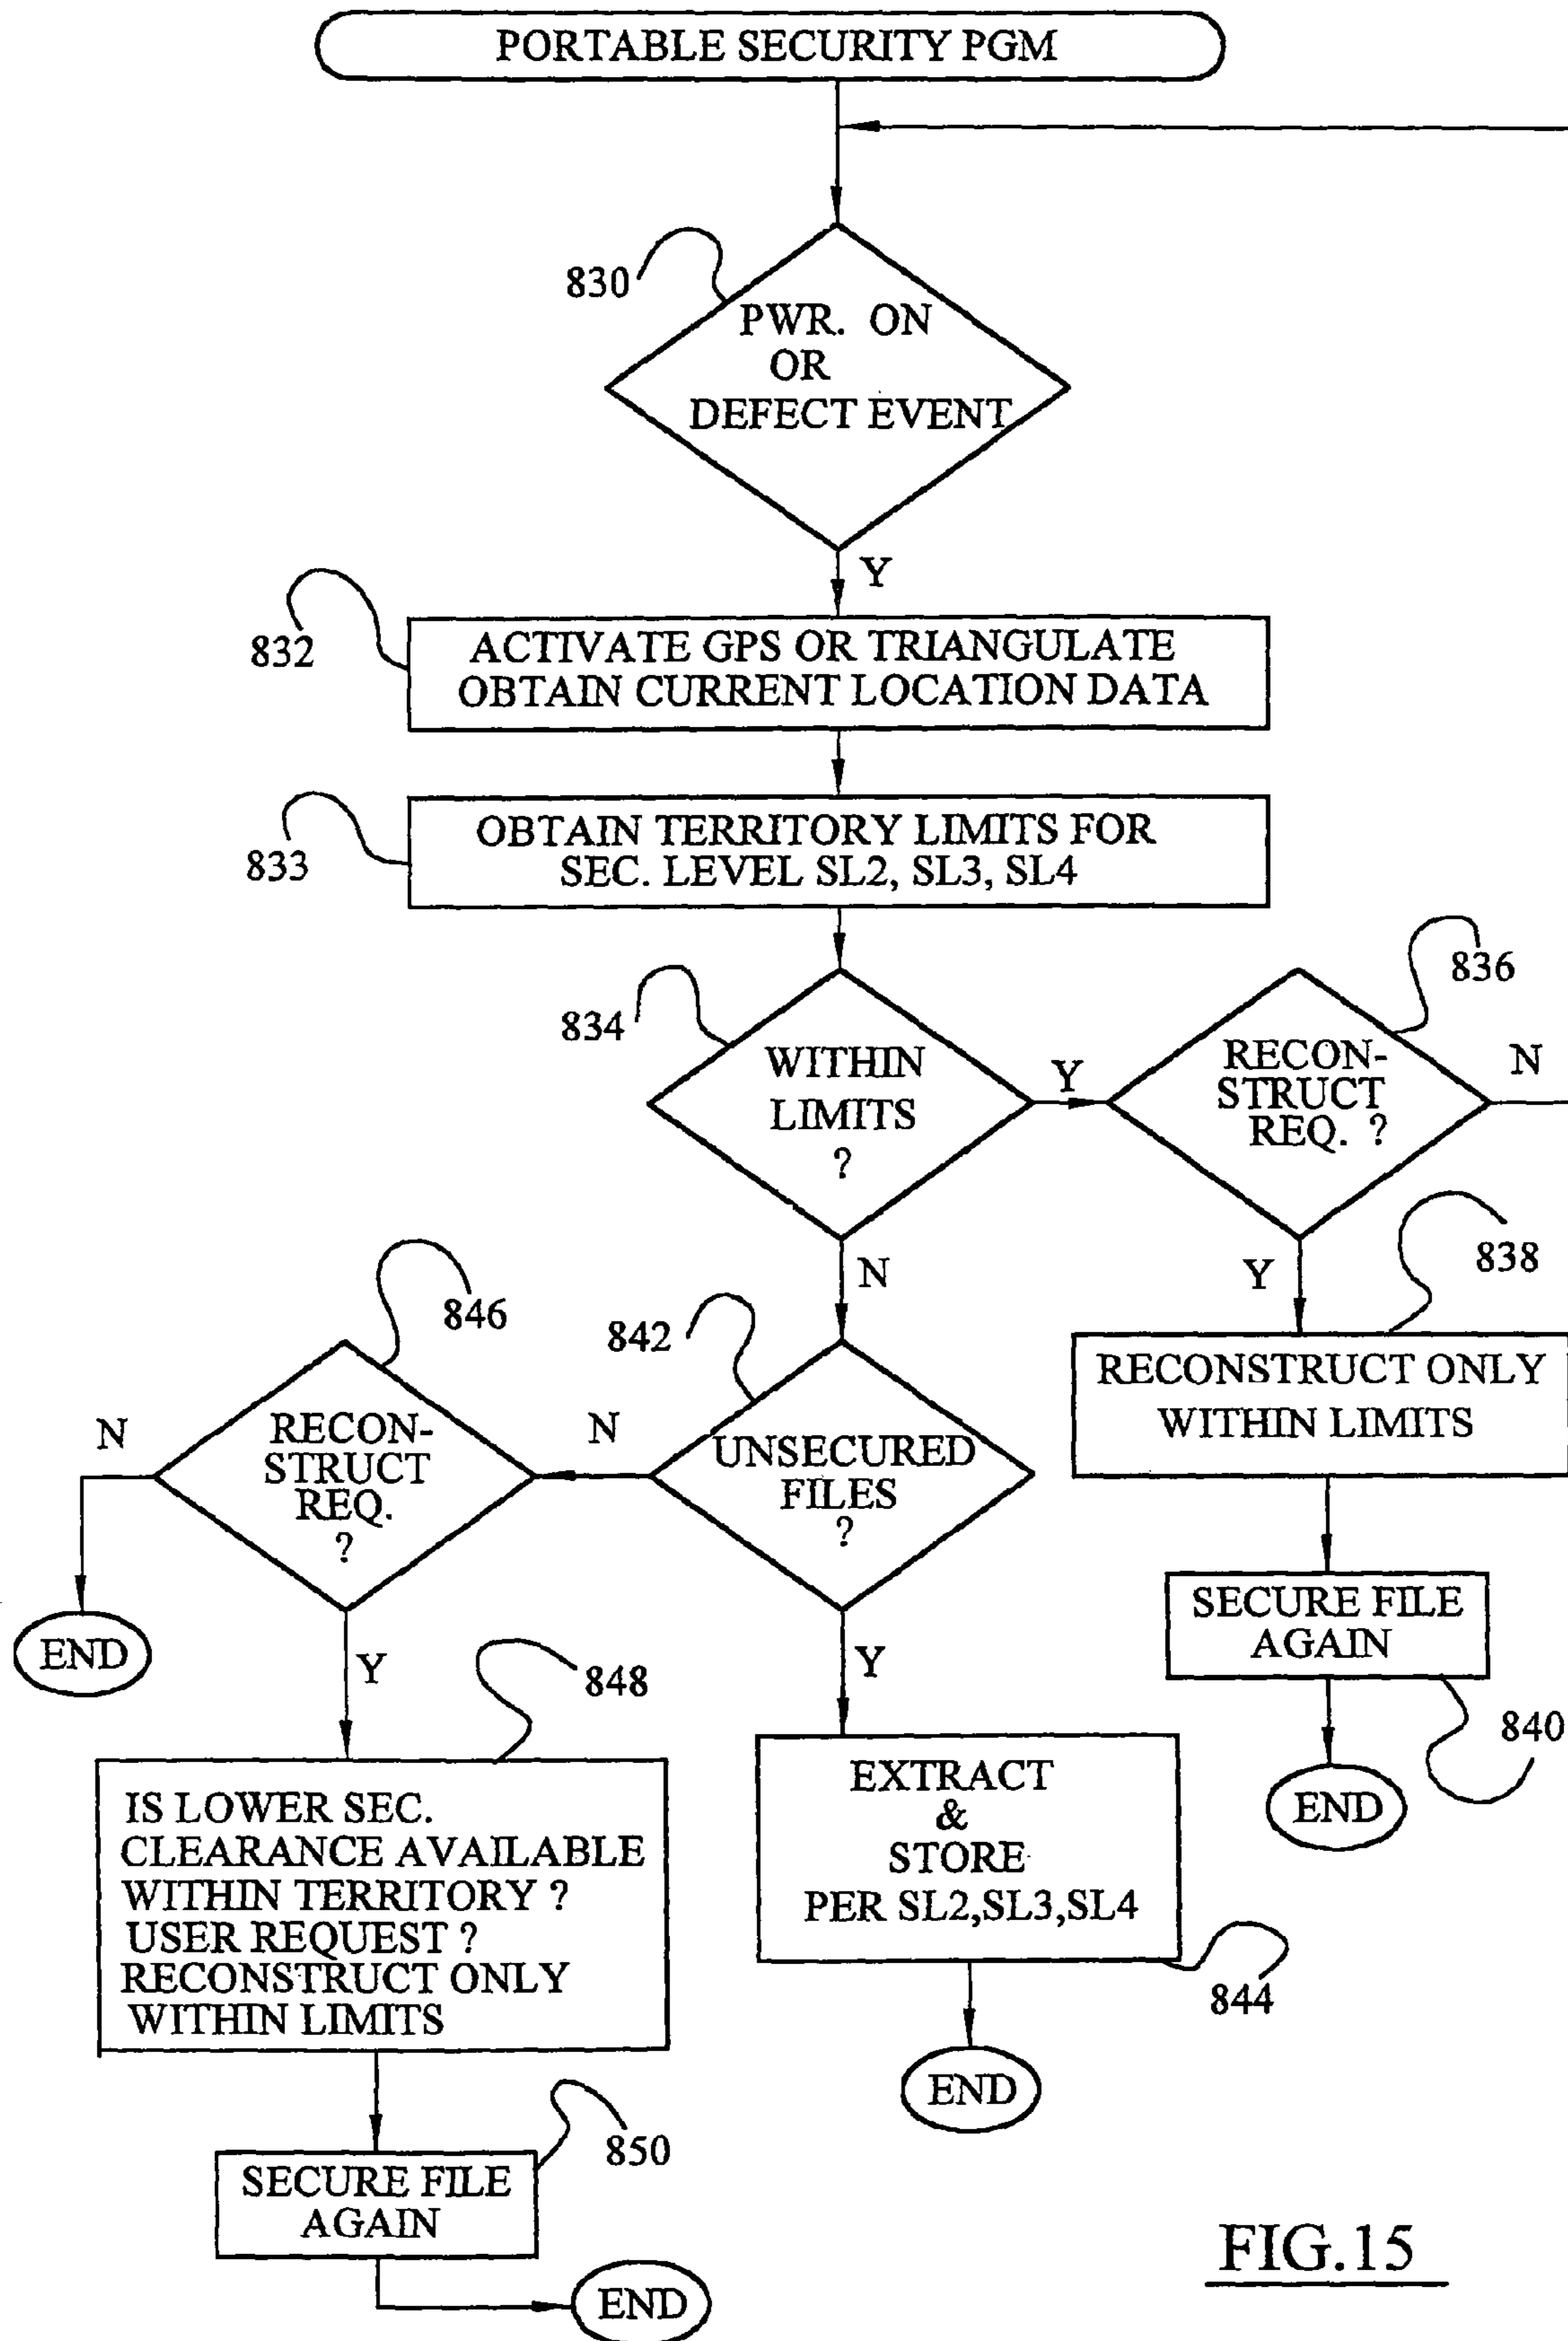 PORTABLE SECURITY PGM
830
PWR. ON
OR
DEFECT EVENT
Y
832
ACTIVATE GPS OR TRIANGULATE
OBTAIN CURRENT LOCATION DATA
833
OBTAIN TERRITORY LIMITS FOR
SEC. LEVEL SL2, SL3, SL4
834
WITHIN
LIMITS
?
Y
836
RECON-
STRUCT
REQ. ?
N
N
Y
838
RECONSTRUCT ONLY
WITHIN LIMITS
SECURE FILE
AGAIN
840
END
842
UNSECURED
FILES
?
N
846
RECON-
STRUCT
REQ.
?
N
END
Y
848
IS LOWER SEC.
CLEARANCE AVAILABLE
WITHIN TERRITORY ?
USER REQUEST ?
RECONSTRUCT ONLY
WITHIN LIMITS
Y
EXTRACT
&
STORE
PER SL2,SL3,SL4
844
END
850
SECURE FILE
AGAIN
END
FIG.15